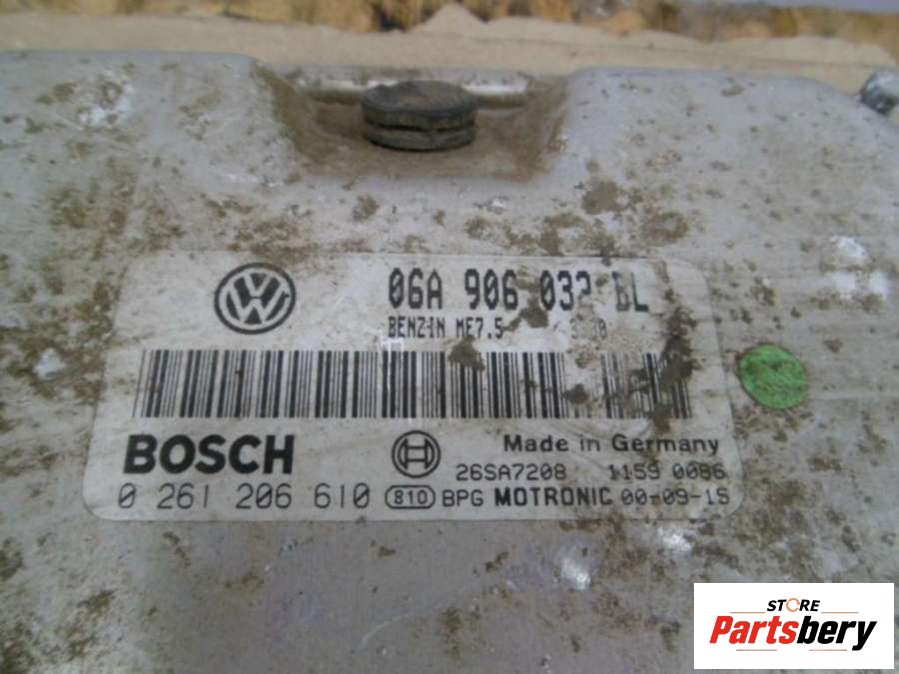 06A 906 032 BL
BENZIN ME7.5
BOSCH
Made in Germany
26SA7208 1159 0086
0 261 206 610 810 BPG MOTRONIC 00-09-15
STORE
Partsbery